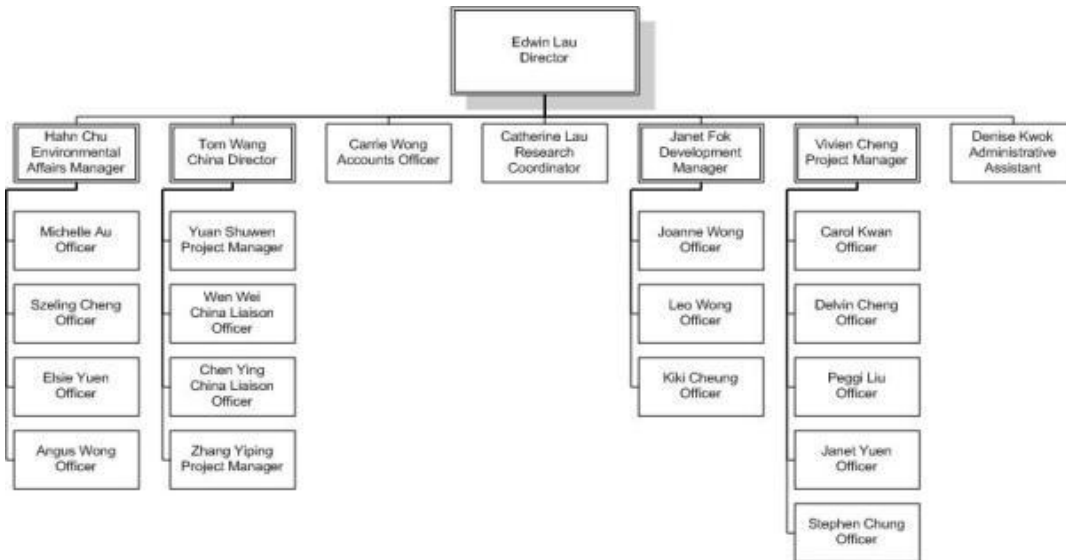 Edwin Lau
Director
Hahn Chu
Environmental
Affairs Manager
Tom Wang
China Director
Carrie Wong
Accounts Officer
Catherine Lau
Research
Coordinator
Janet Fok
Development
Manager
Vivien Cheng
Project Manager
Denise Kwok
Administrative
Assistant
Michelle Au
Officer
Szeling Cheng
Officer
Elsie Yuen
Officer
Angus Wong
Officer
Yuan Shuwen
Project Manager
Wen Wei
China Liaison
Officer
Chen Ying
China Liaison
Officer
Zhang Yiping
Project Manager
Joanne Wong
Officer
Leo Wong
Officer
Kiki Cheung
Officer
Carol Kwan
Officer
Delvin Cheng
Officer
Peggi Liu
Officer
Janet Yuen
Officer
Stephen Chung
Officer